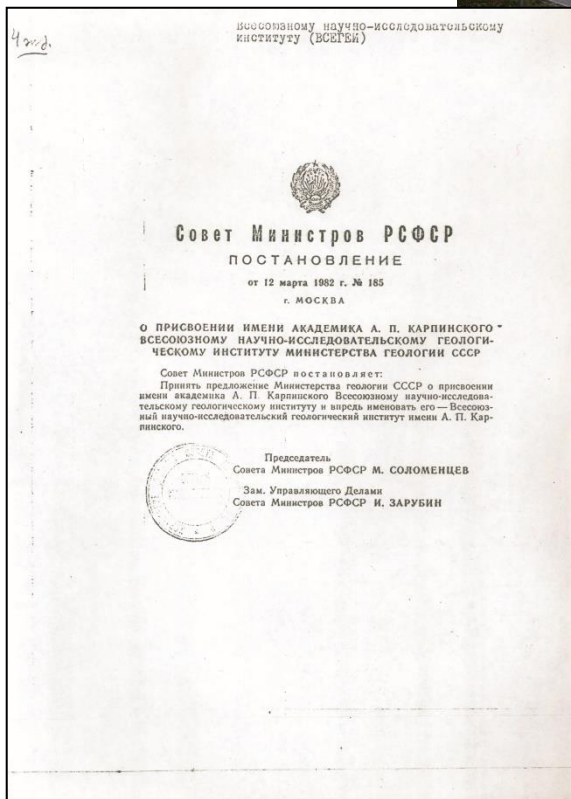 4 экз.
Всесоюзному научно-исследовательскому
институту (ВСЕГЕИ)
Совет Министров РСФСР
ПОСТАНОВЛЕНИЕ
от 12 марта 1982 г. № 185
г. МОСКВА
О ПРИСВОЕНИИ ИМЕНИ АКАДЕМИКА А. П. КАРПИНСКОГО
ВСЕСОЮЗНОМУ НАУЧНО-ИССЛЕДОВАТЕЛЬСКОМУ ГЕОЛОГИ-
ЧЕСКОМУ ИНСТИТУТУ МИНИСТЕРСТВА ГЕОЛОГИИ СССР
Совет Министров РСФСР постановляет:
Принять предложение Министерства геологии СССР о присвоении
имени академика А. П. Карпинского Всесоюзному научно-исследова-
тельскому геологическому институту и впредь именовать его — Всесоюз-
ный научно-исследовательский геологический институт имени А. П. Кар-
пинского.
Председатель
Совета Министров РСФСР М. СОЛОМЕНЦЕВ
Зам. Управляющего Делами
Совета Министров РСФСР И. ЗАРУБИН